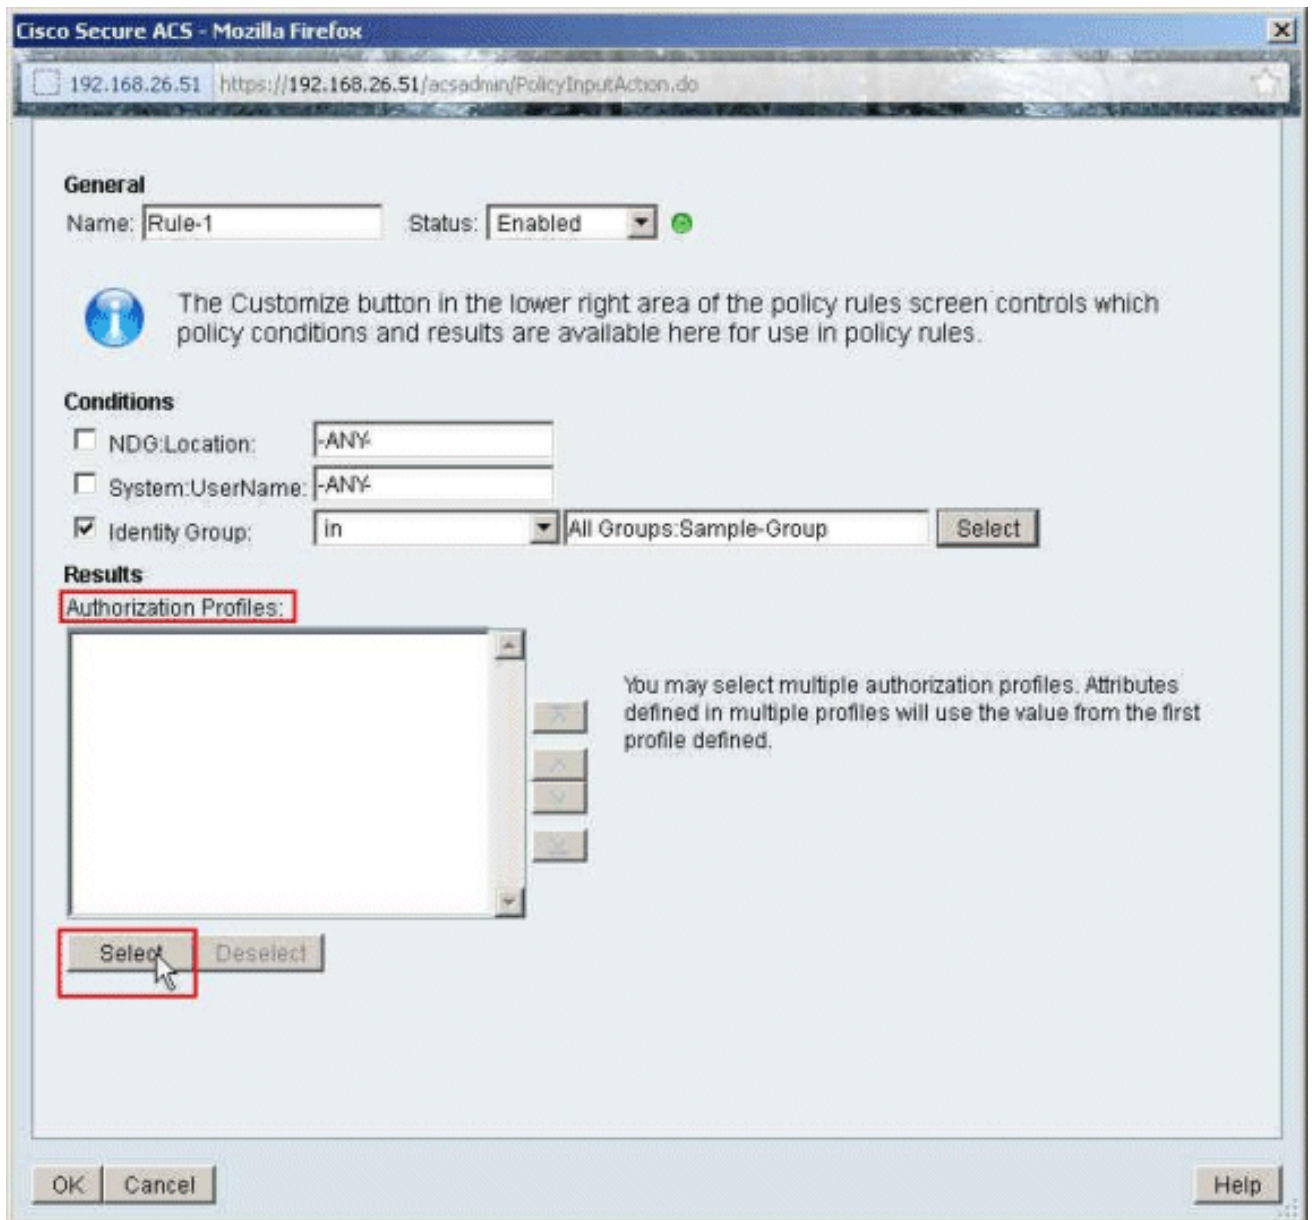 Cisco Secure ACS - Mozilla Firefox
192.168.26.51 https://192.168.26.51/acsadmin/PolicyInputAction.do
General
Name: Rule-1 Status: Enabled
The Customize button in the lower right area of the policy rules screen controls which
policy conditions and results are available here for use in policy rules.
Conditions
NDG:Location: -ANY-
System:UserName: -ANY-
Identity Group: in All Groups:Sample-Group Select
Results
Authorization Profiles:
You may select multiple authorization profiles. Attributes
defined in multiple profiles will use the value from the first
profile defined.
Select Deselect
OK Cancel Help